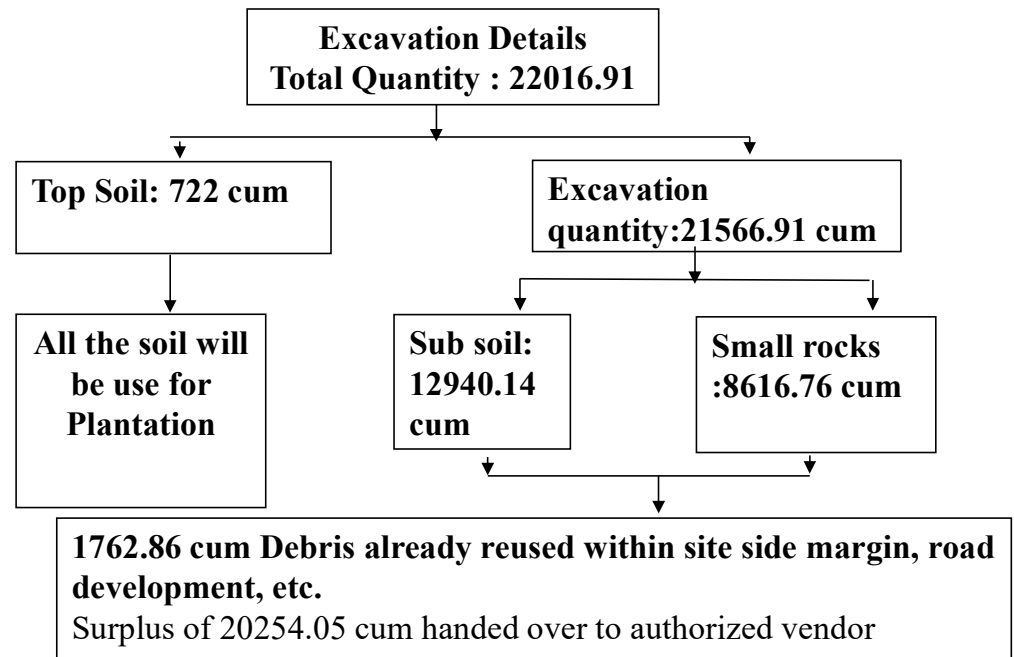 Excavation Details
Total Quantity : 22016.91
Top Soil: 722 cum
Excavation
quantity:21566.91 cum
All the soil will
be use for
Plantation
Sub soil:
12940.14
cum
Small rocks
:8616.76 cum
1762.86 cum Debris already reused within site side margin, road
development, etc.
Surplus of 20254.05 cum handed over to authorized vendor